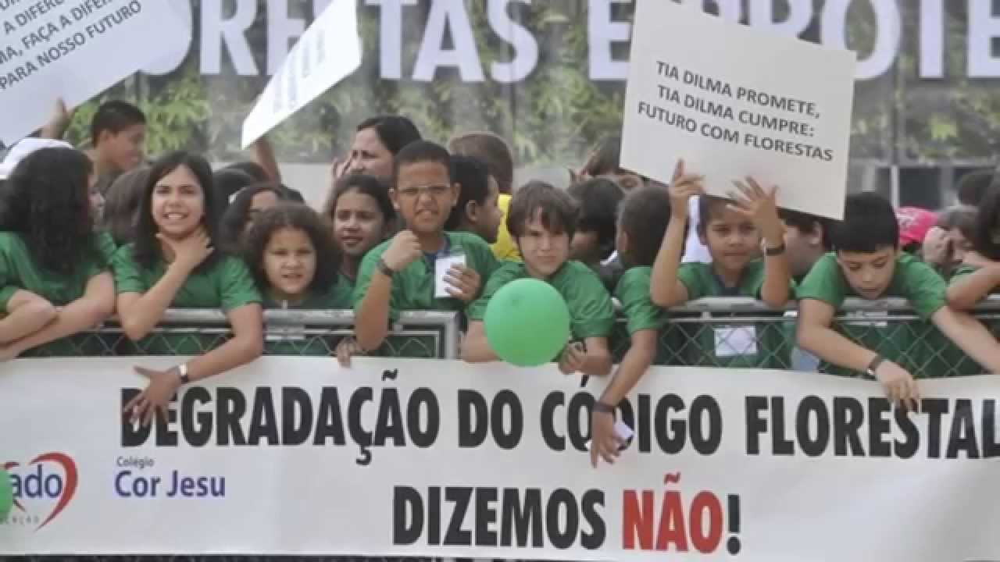 A DIFERE
MA, FAÇA A DIFERE
PARA NOSSO FUTURO
ORESTAS E PROTE
TIA DILMA PROMETE,
TIA DILMA CUMPRE:
FUTURO COM FLORESTAS
DEGRADAÇÃO DO CÓDIGO FLORESTAL
ado
Colégio
Cor Jesu
DIZEMOS NÃO!